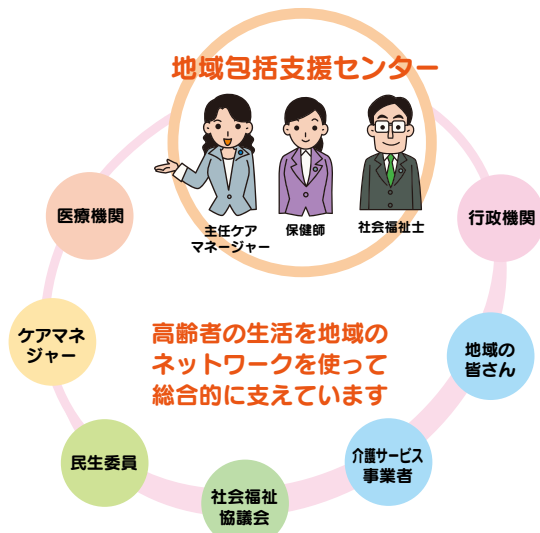 地域包括支援センター
主任ケア
マネージャー
保健師
社会福祉士
医療機関
行政機関
ケアマネ
ジャー
高齢者の生活を地域の
ネットワークを使って
総合的に支えています
地域の
皆さん
民生委員
介護サービス
事業者
社会福祉
協議会